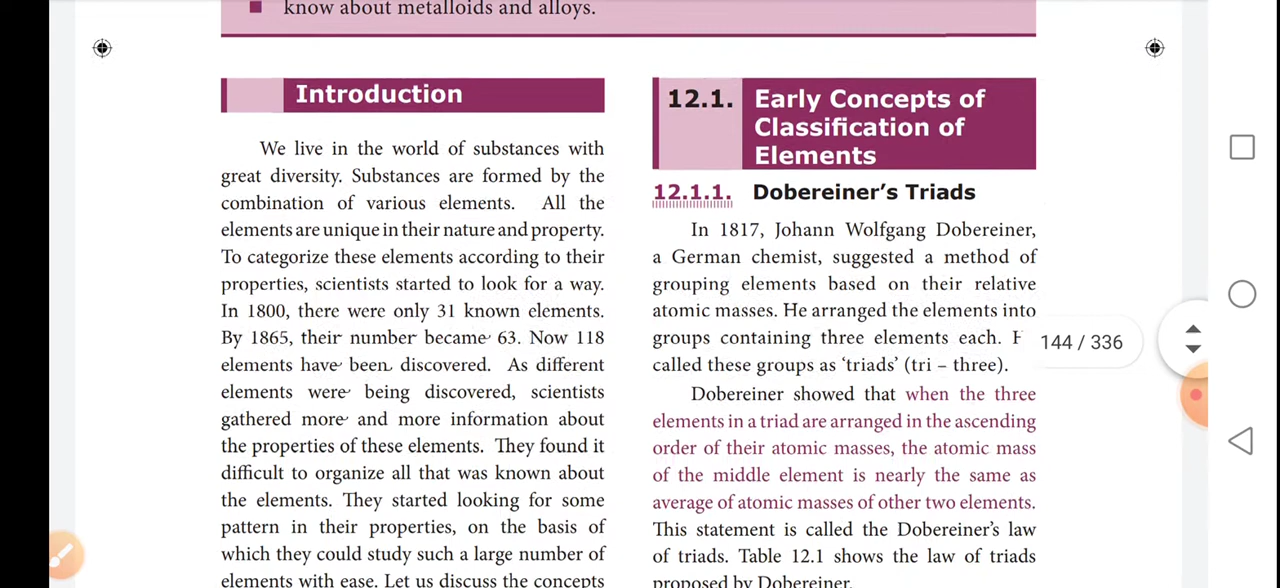 know about metalloids and alloys.
Introduction
We live in the world of substances with
great diversity. Substances are formed by the
combination of various elements. All the
elements are unique in their nature and property.
To categorize these elements according to their
properties, scientists started to look for a way.
In 1800, there were only 31 known elements.
By 1865, their number became 63. Now 118
elements have been discovered. As different
elements were being discovered, scientists
gathered more and more information about
the properties of these elements. They found it
difficult to organize all that was known about
the elements. They started looking for some
pattern in their properties, on the basis of
which they could study such a large number of
elements with ease. Let us discuss the concepts
12.1. Early Concepts of
Classification of
Elements
12.1.1. Dobereiner's Triads
In 1817, Johann Wolfgang Dobereiner,
a German chemist, suggested a method of
grouping elements based on their relative
atomic masses. He arranged the elements into
groups containing three elements each.
called these groups as 'triads' (tri – three).
Dobereiner showed that when the three
elements in a triad are arranged in the ascending
order of their atomic masses, the atomic mass
of the middle element is nearly the same as
average of atomic masses of other two elements.
This statement is called the Dobereiner's law
of triads. Table 12.1 shows the law of triads
proposed by Dobereiner.
144 / 336